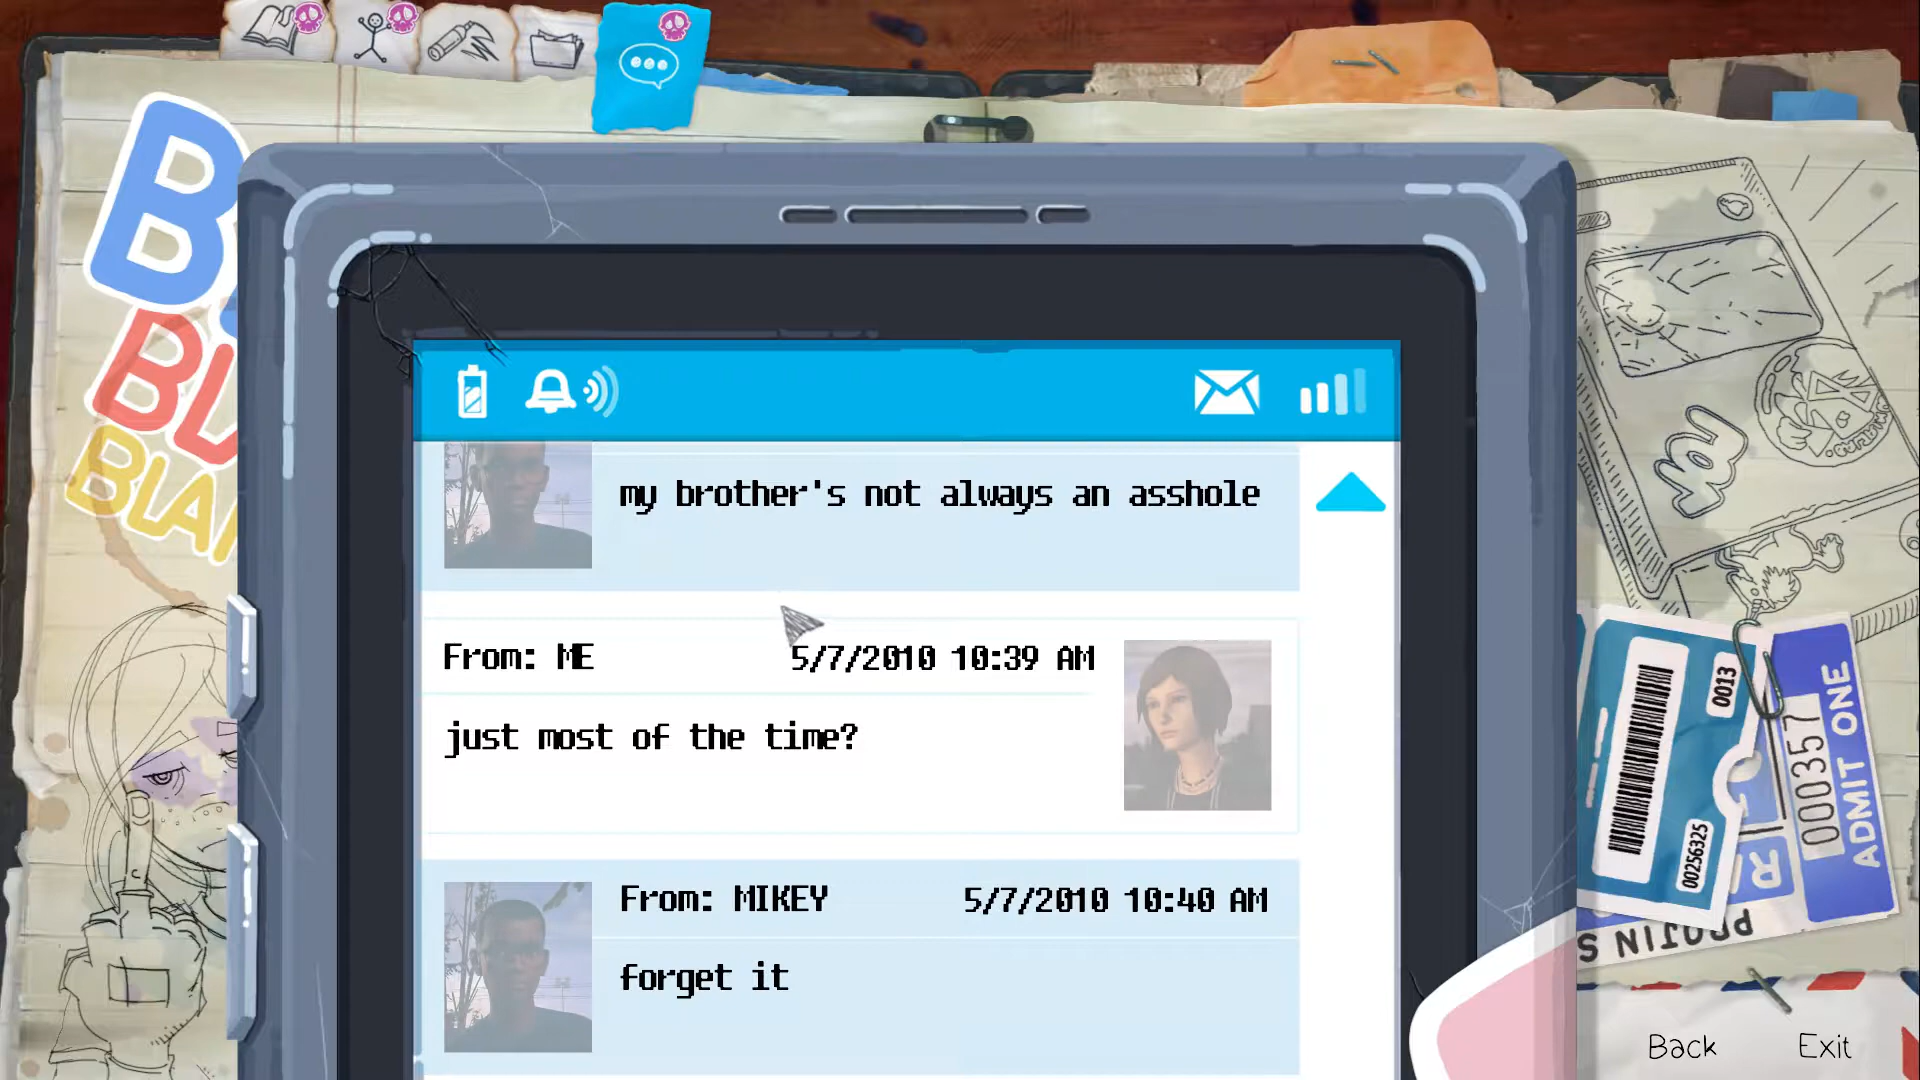 my brother's not always an asshole
From: ME 5/7/2010 10:39 AM
just most of the time?
From: MIKEY 5/7/2010 10:40 AM
forget it
you
0013
00256325
000357
ADMIT ONE
Back Exit